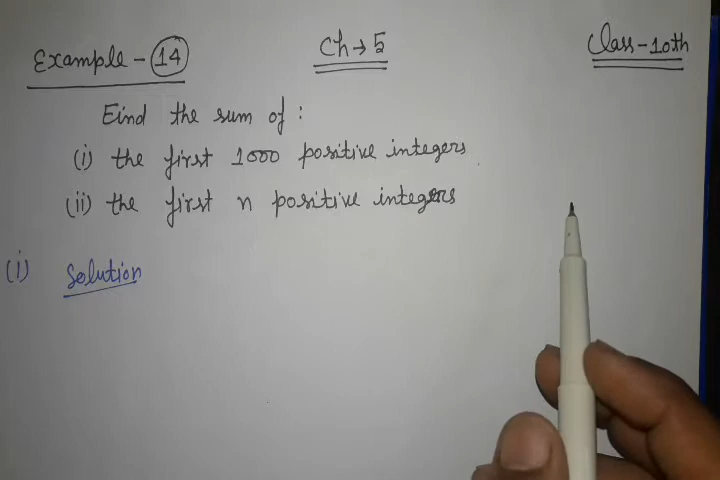 Example - 14 Ch → 5 Class - 10th
Find the sum of :
(i) the first 1000 positive integers
(ii) the first n positive integers
(i) Solution